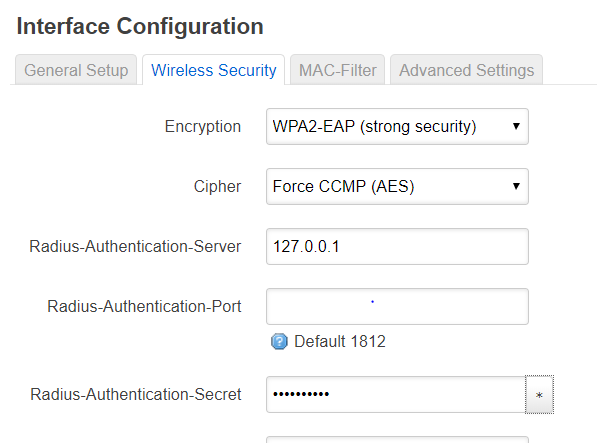 Interface Configuration
General Setup Wireless Security MAC-Filter Advanced Settings
Encryption WPA2-EAP (strong security)
Cipher Force CCMP (AES)
Radius-Authentication-Server 127.0.0.1
Radius-Authentication-Port
Default 1812
Radius-Authentication-Secret •••••••••• *